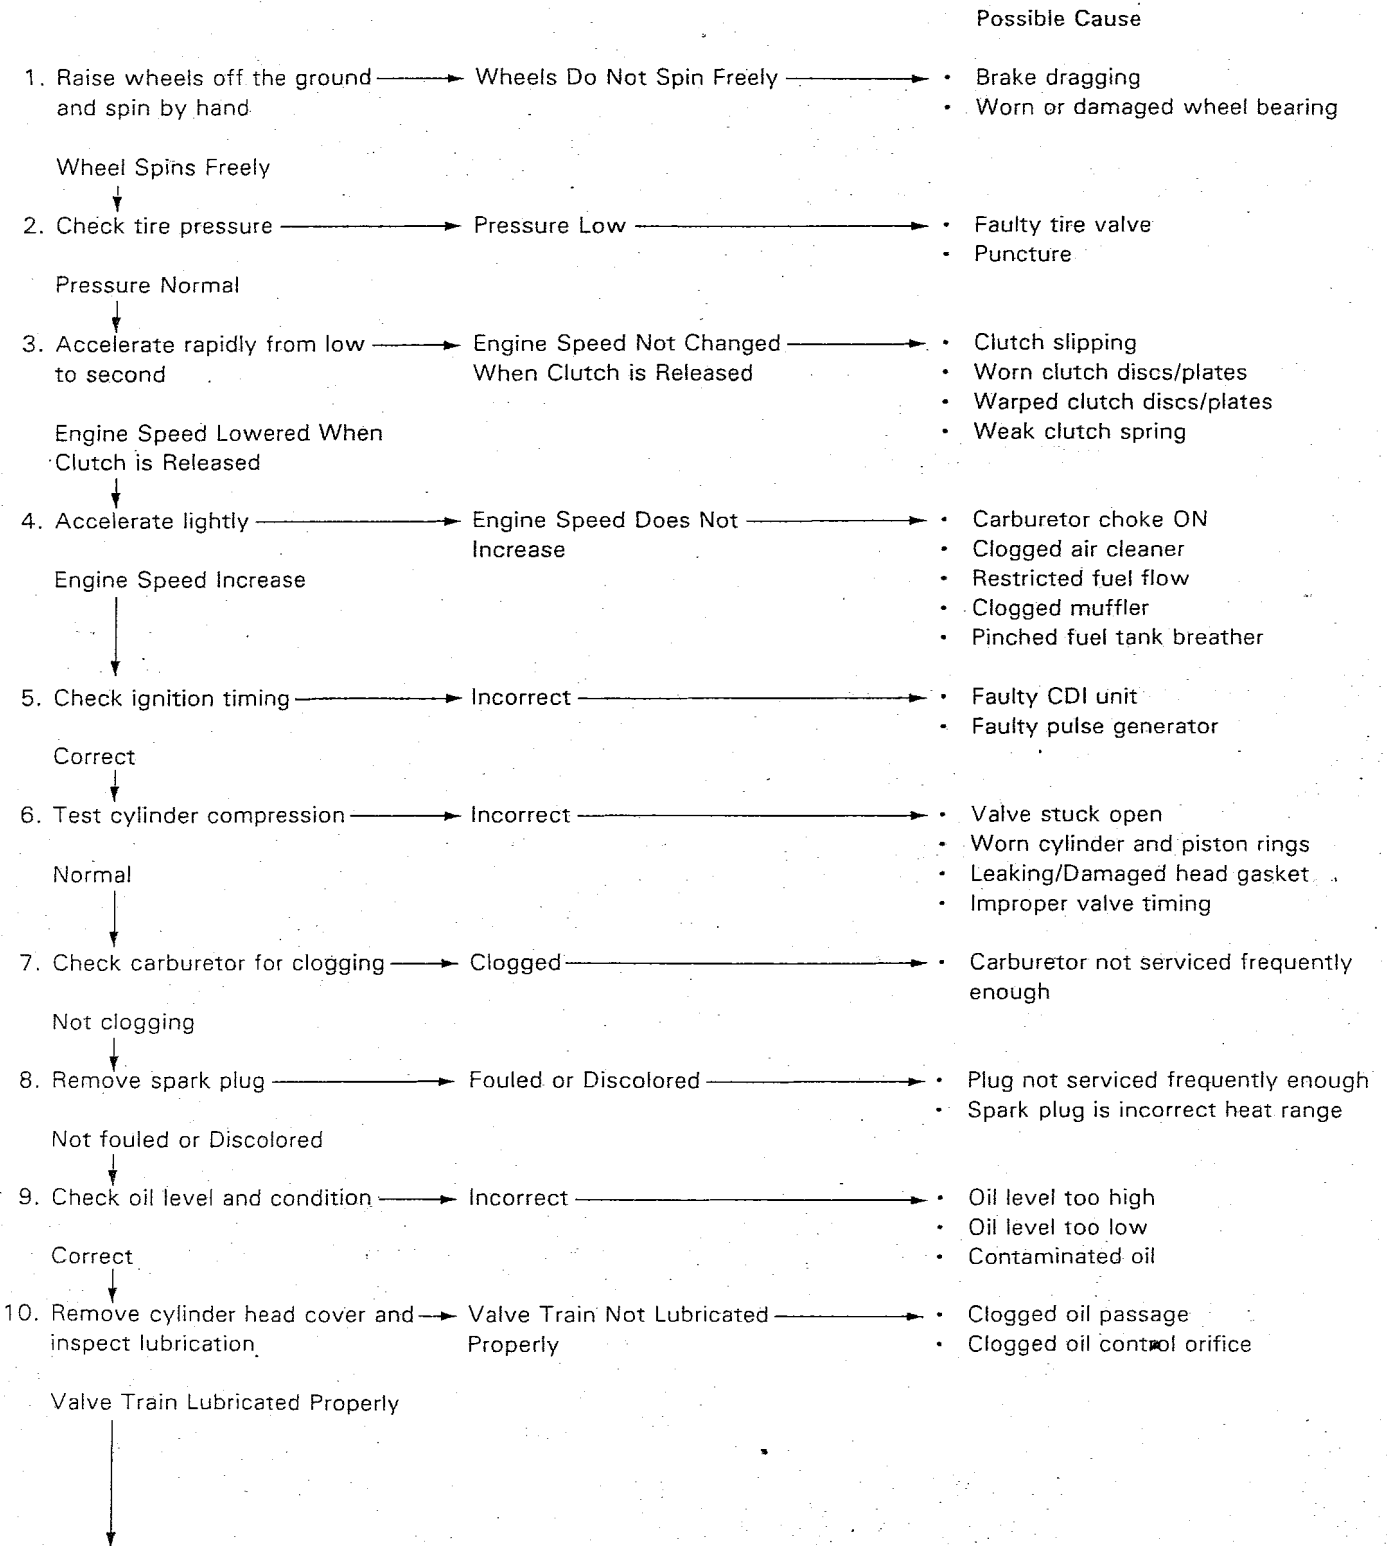 Possible Cause
1. Raise wheels off the ground Wheels Do Not Spin Freely • Brake dragging
and spin by hand • Worn or damaged wheel bearing
Wheel Spins Freely
2. Check tire pressure Pressure Low • Faulty tire valve
• Puncture
Pressure Normal
3. Accelerate rapidly from low Engine Speed Not Changed • Clutch slipping
to second When Clutch is Released • Worn clutch discs/plates
• Warped clutch discs/plates
Engine Speed Lowered When • Weak clutch spring
Clutch is Released
4. Accelerate lightly Engine Speed Does Not • Carburetor choke ON
Increase • Clogged air cleaner
Engine Speed Increase • Restricted fuel flow
• Clogged muffler
• Pinched fuel tank breather
5. Check ignition timing Incorrect • Faulty CDI unit
• Faulty pulse generator
Correct
6. Test cylinder compression Incorrect • Valve stuck open
• Worn cylinder and piston rings
Normal • Leaking/Damaged head gasket
• Improper valve timing
7. Check carburetor for clogging Clogged • Carburetor not serviced frequently
enough
Not clogging
8. Remove spark plug Fouled or Discolored • Plug not serviced frequently enough
• Spark plug is incorrect heat range
Not fouled or Discolored
9. Check oil level and condition Incorrect • Oil level too high
• Oil level too low
Correct • Contaminated oil
10. Remove cylinder head cover and Valve Train Not Lubricated • Clogged oil passage
inspect lubrication Properly • Clogged oil control orifice
Valve Train Lubricated Properly